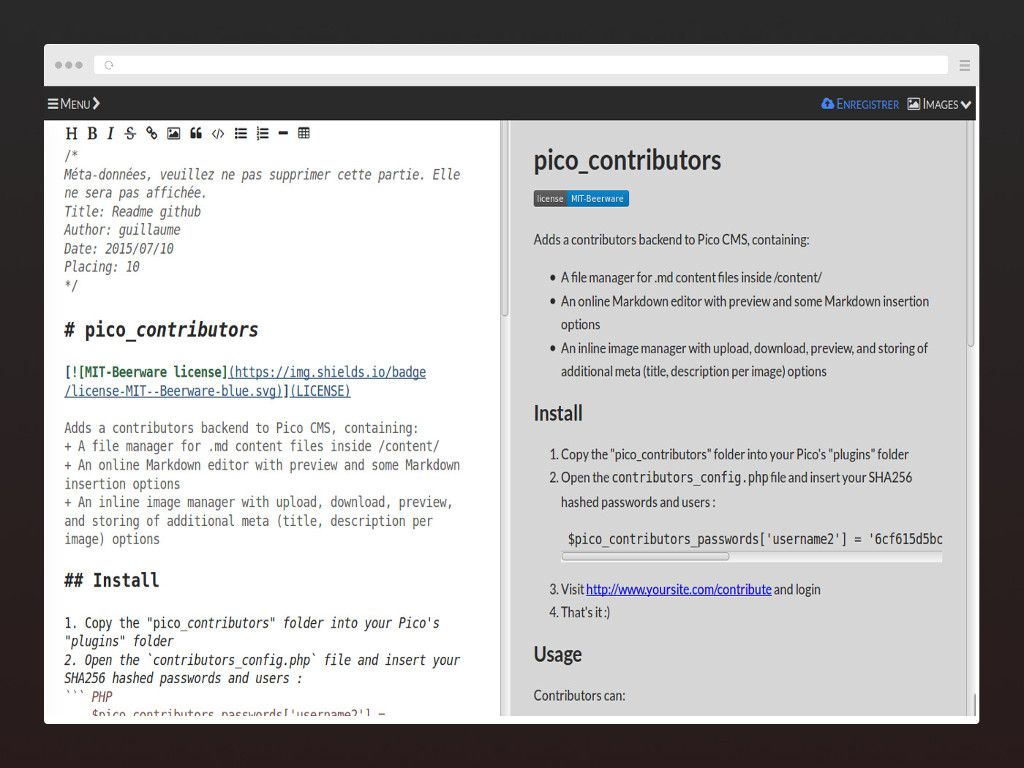 MENU
ENREGISTRER
IMAGES
H B I S
/*
Méta-données, veuillez ne pas supprimer cette partie. Elle
ne sera pas affichée.
Title: Readme github
Author: guillaume
Date: 2015/07/10
Placing: 10
*/
# pico_contributors
[![MIT-Beerware license](https://img.shields.io/badge
/license-MIT--Beerware-blue.svg)](LICENSE)
Adds a contributors backend to Pico CMS, containing:
+ A file manager for .md content files inside /content/
+ An online Markdown editor with preview and some Markdown
insertion options
+ An inline image manager with upload, download, preview,
and storing of additional meta (title, description per
image) options
## Install
1. Copy the "pico_contributors" folder into your Pico's
"plugins" folder
2. Open the `contributors_config.php` file and insert your
SHA256 hashed passwords and users :
``` PHP
$pico_contributors_passwords['username2'] =
pico_contributors
license MIT-Beerware
Adds a contributors backend to Pico CMS, containing:
• A file manager for .md content files inside /content/
• An online Markdown editor with preview and some Markdown insertion
options
• An inline image manager with upload, download, preview, and storing of
additional meta (title, description per image) options
Install
1. Copy the "pico_contributors" folder into your Pico's "plugins" folder
2. Open the contributors_config.php file and insert your SHA256
hashed passwords and users :
$pico_contributors_passwords['username2'] = '6cf615d5bc
3. Visit http://www.yoursite.com/contribute and login
4. That's it :)
Usage
Contributors can: